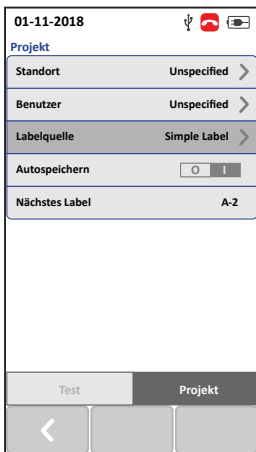 01-11-2018
Projekt
Standort Unspecified
Benutzer Unspecified
Labelquelle Simple Label
Autospeichern O I
Nächstes Label A-2
Test Projekt